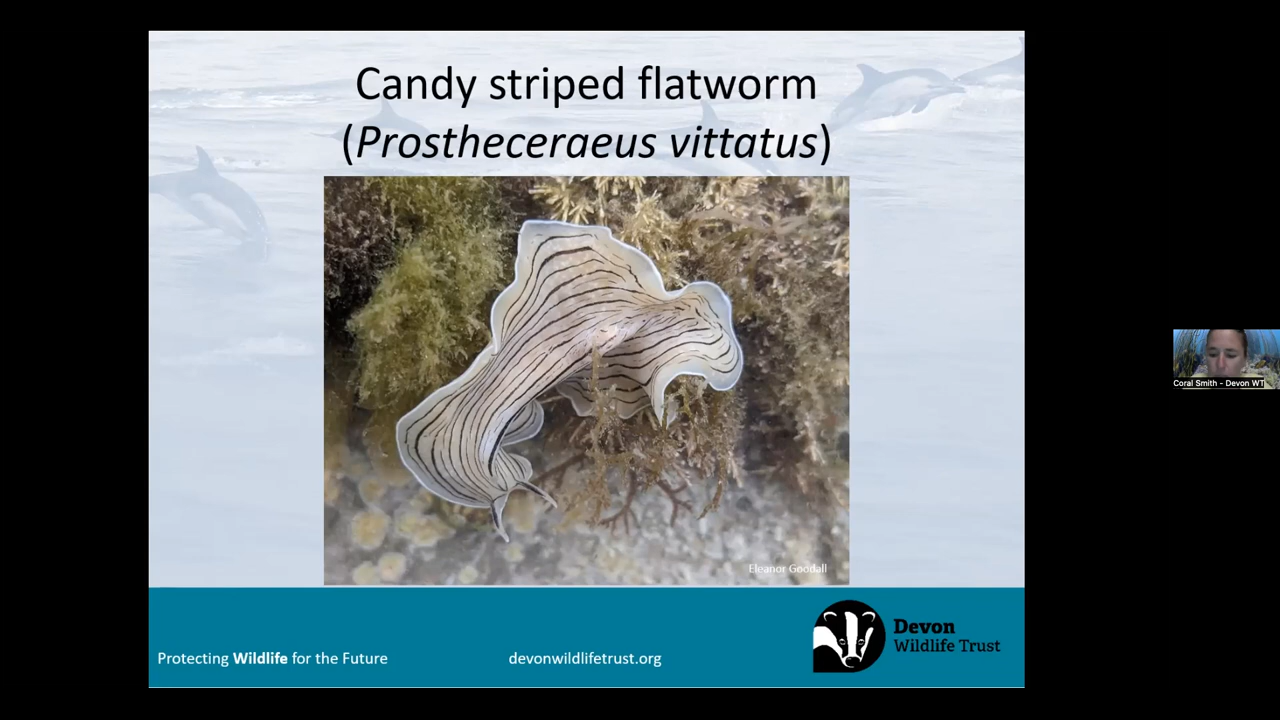 Candy striped flatworm
(Prostheceraeus vittatus)
Eleanor Goodall
Coral Smith - Devon WT
Devon
Wildlife Trust
Protecting Wildlife for the Future
devonwildlifetrust.org